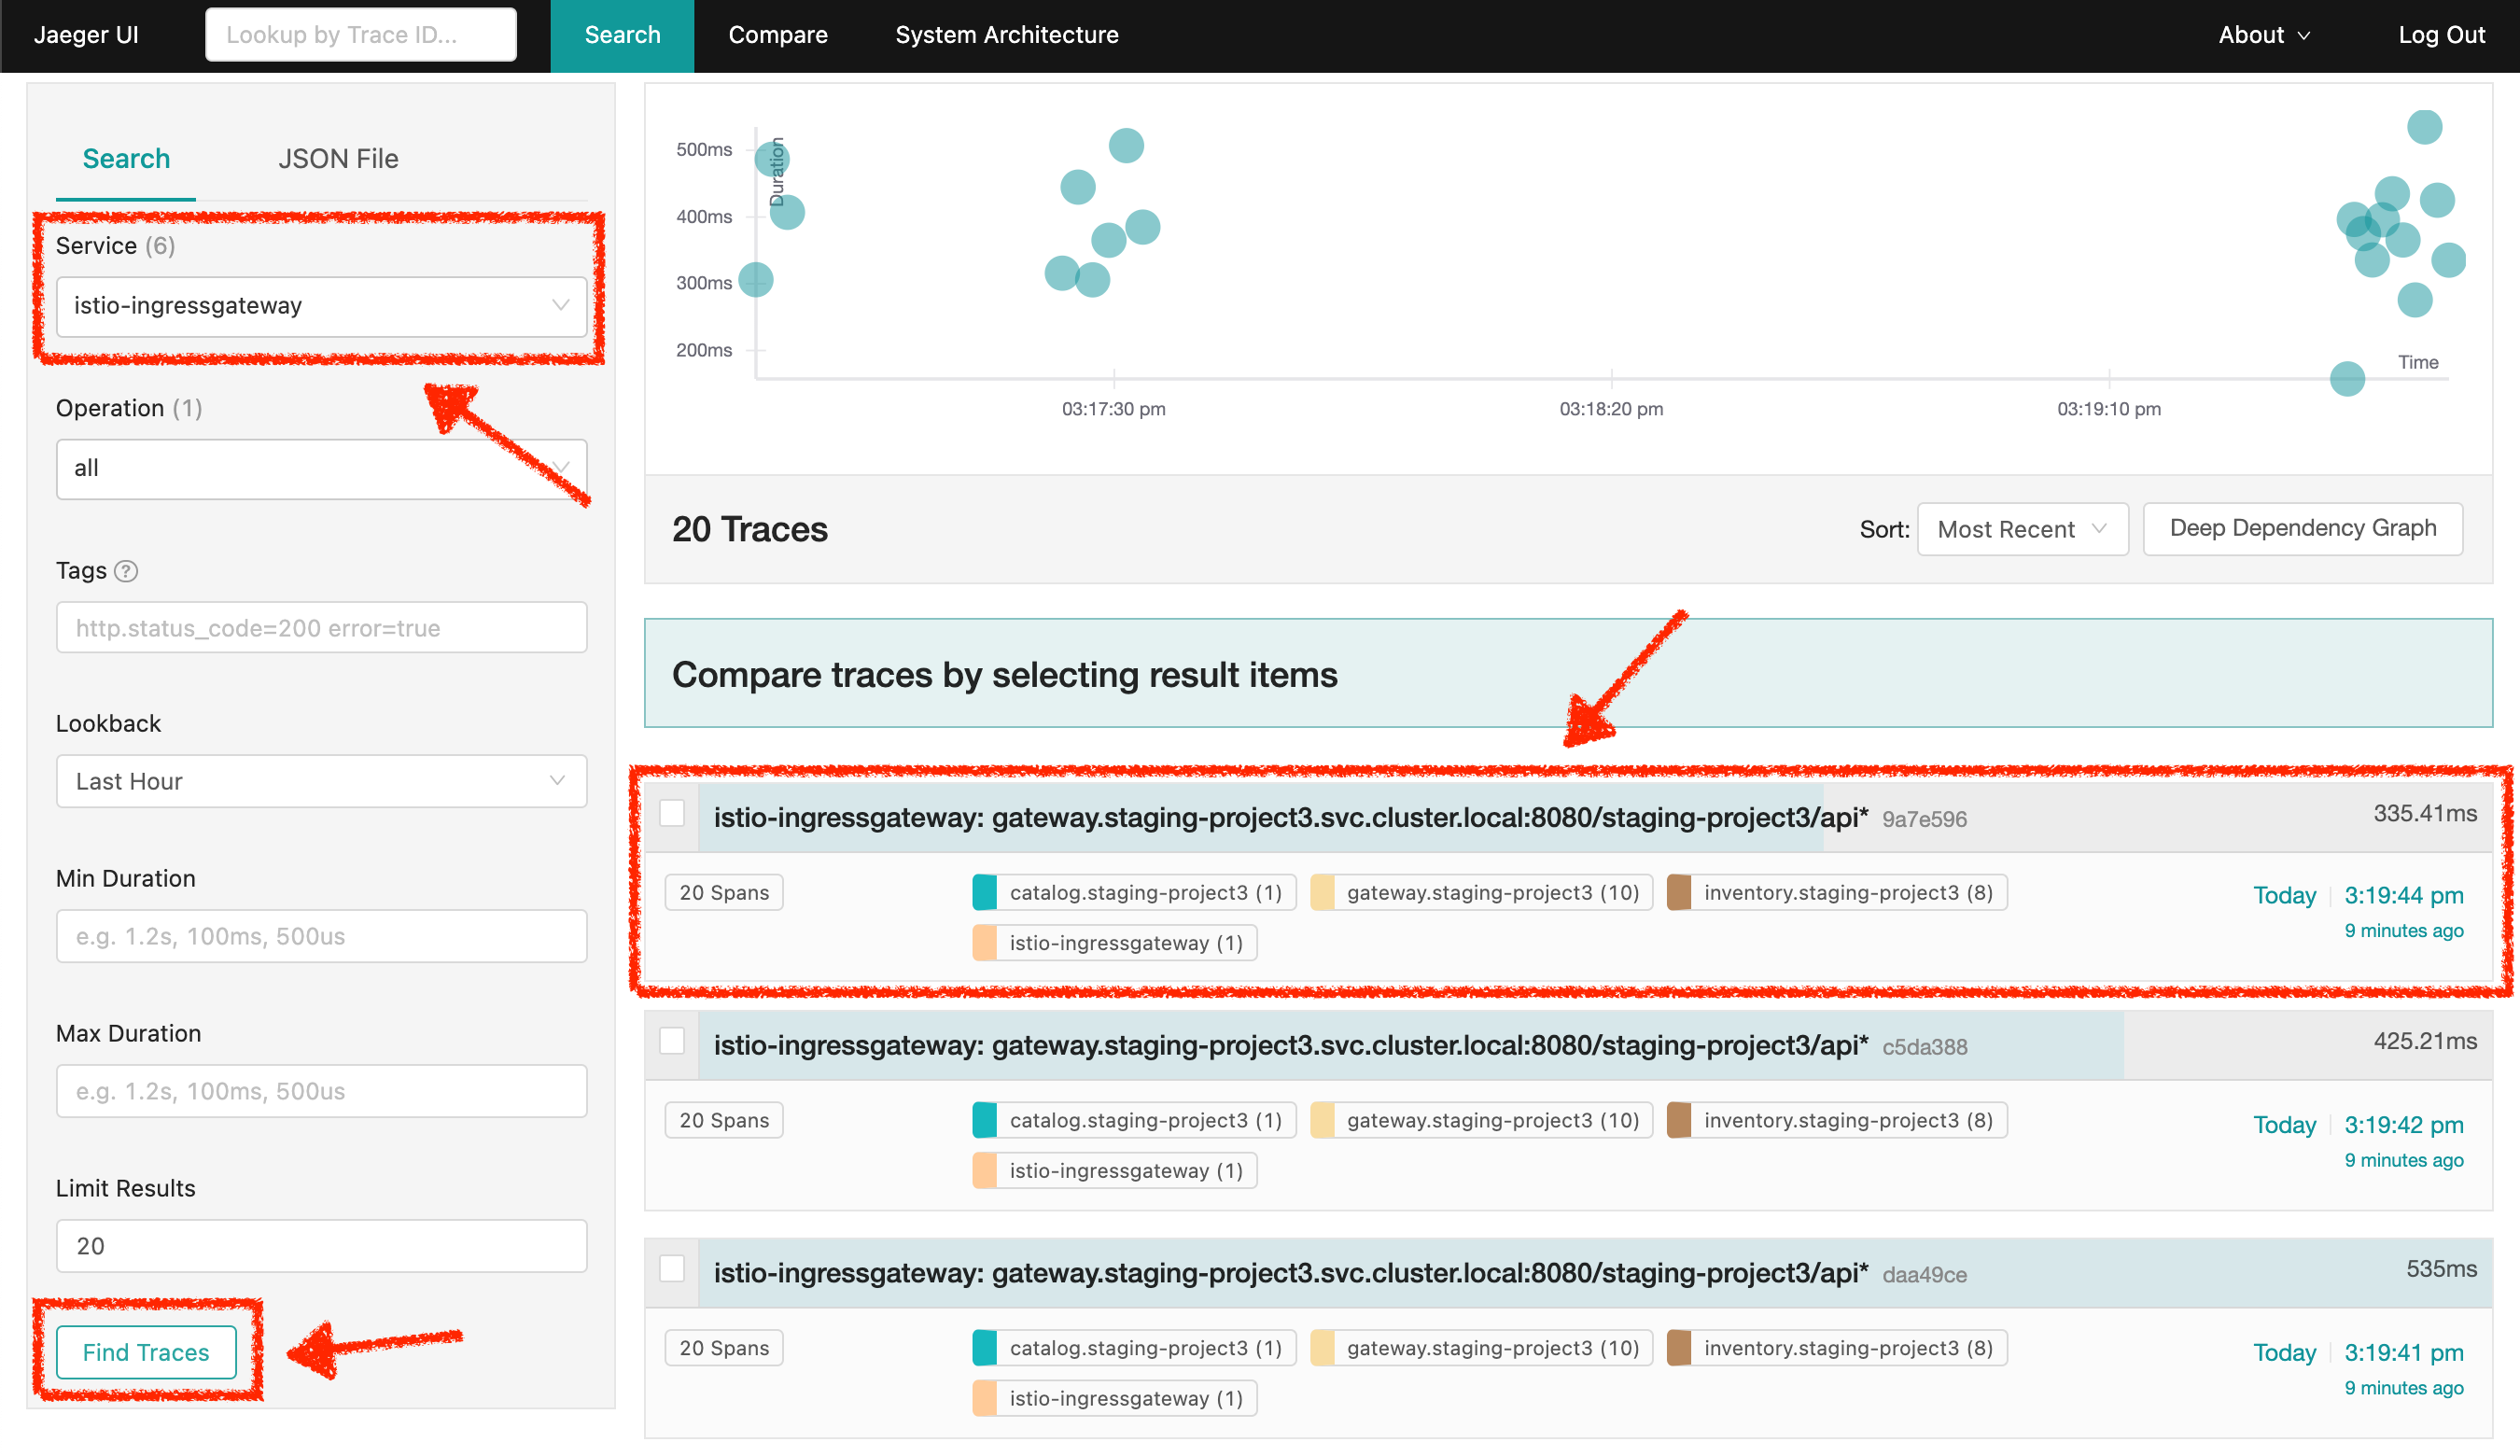 Jaeger UI
Lookup by Trace ID...
Search
Compare
System Architecture
About
Log Out
Search
JSON File
Service (6)
istio-ingressgateway
Operation (1)
all
Tags ?
http.status_code=200 error=true
Lookback
Last Hour
Min Duration
e.g. 1.2s, 100ms, 500us
Max Duration
e.g. 1.2s, 100ms, 500us
Limit Results
20
Find Traces
Duration
500ms
400ms
300ms
200ms
Time
03:17:30 pm
03:18:20 pm
03:19:10 pm
20 Traces
Sort: Most Recent
Deep Dependency Graph
Compare traces by selecting result items
istio-ingressgateway: gateway.staging-project3.svc.cluster.local:8080/staging-project3/api* 9a7e596
335.41ms
20 Spans
catalog.staging-project3 (1)
gateway.staging-project3 (10)
inventory.staging-project3 (8)
istio-ingressgateway (1)
Today 3:19:44 pm
9 minutes ago
istio-ingressgateway: gateway.staging-project3.svc.cluster.local:8080/staging-project3/api* c5da388
425.21ms
20 Spans
catalog.staging-project3 (1)
gateway.staging-project3 (10)
inventory.staging-project3 (8)
istio-ingressgateway (1)
Today 3:19:42 pm
9 minutes ago
istio-ingressgateway: gateway.staging-project3.svc.cluster.local:8080/staging-project3/api* daa49ce
535ms
20 Spans
catalog.staging-project3 (1)
gateway.staging-project3 (10)
inventory.staging-project3 (8)
istio-ingressgateway (1)
Today 3:19:41 pm
9 minutes ago